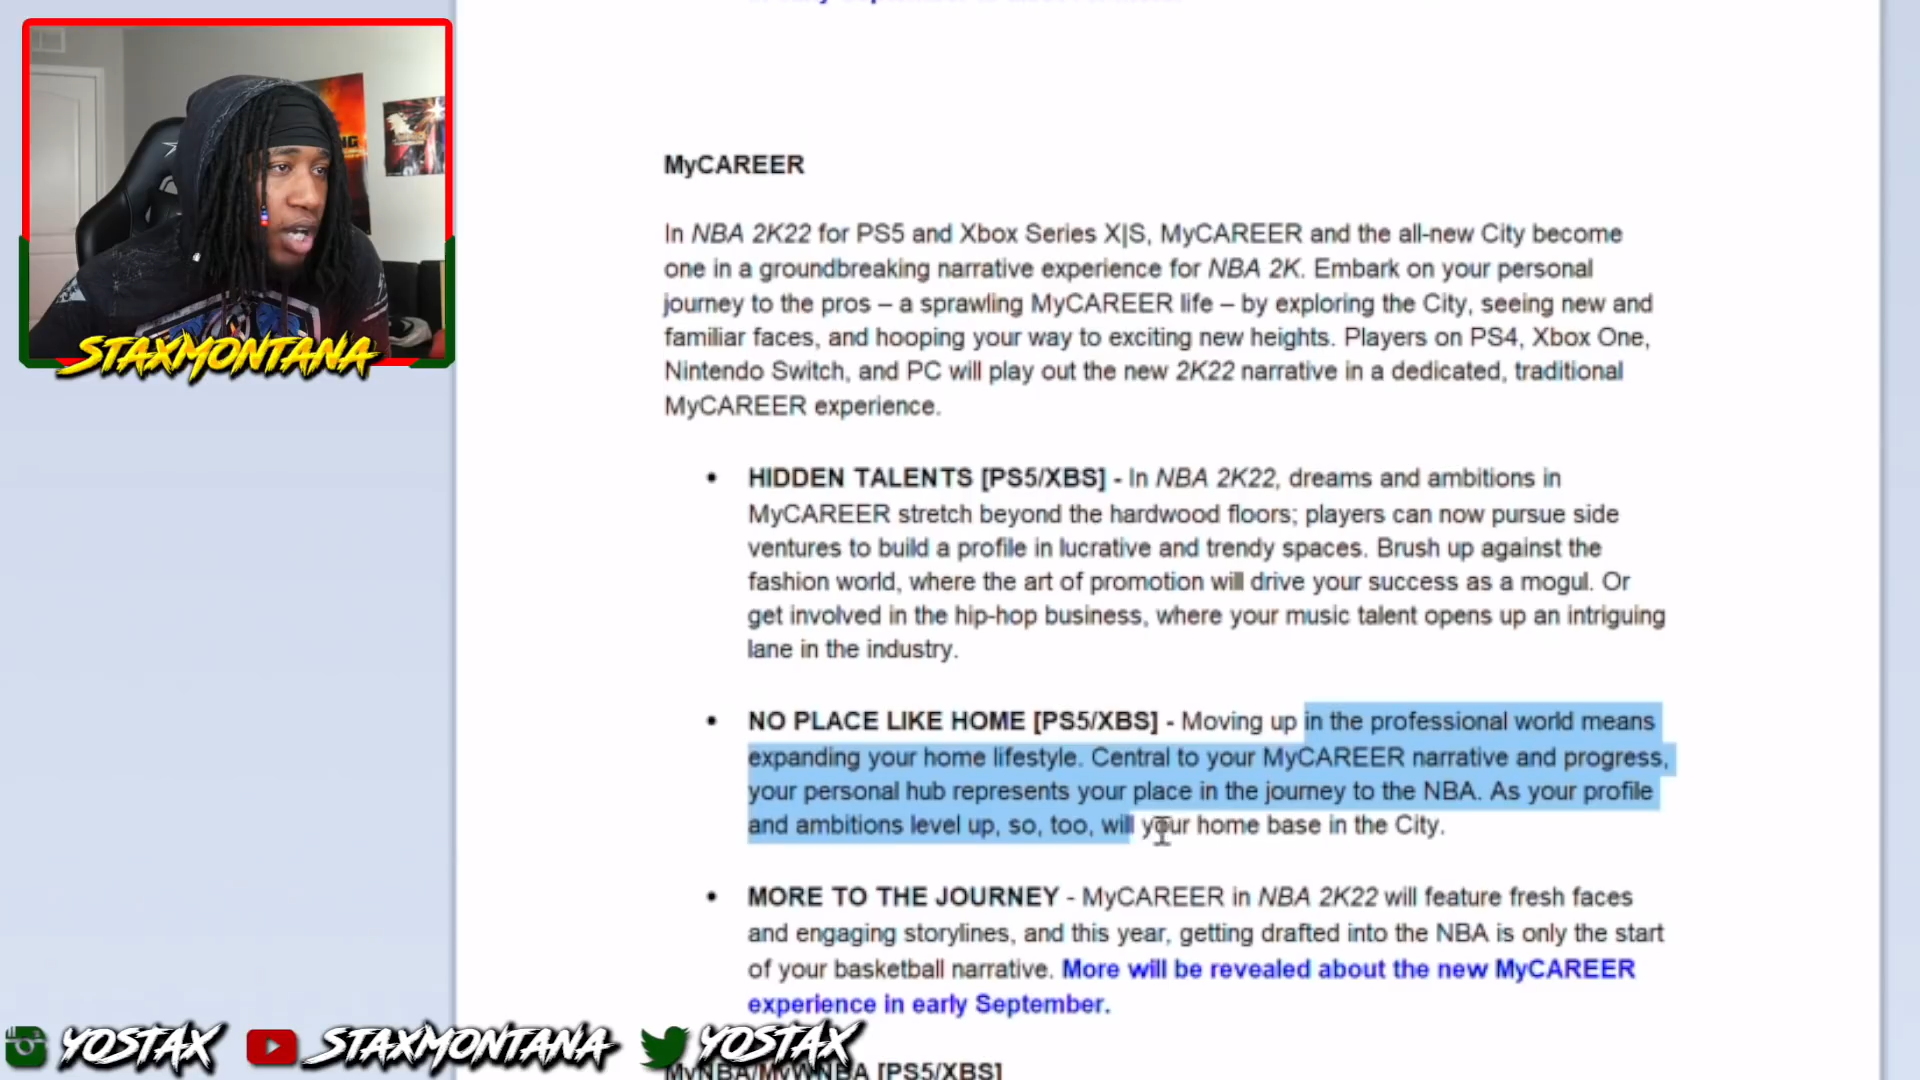 MyCAREER
In NBA 2K22 for PS5 and Xbox Series X|S, MyCAREER and the all-new City become
one in a groundbreaking narrative experience for NBA 2K. Embark on your personal
journey to the pros – a sprawling MyCAREER life – by exploring the City, seeing new and
familiar faces, and hooping your way to exciting new heights. Players on PS4, Xbox One,
Nintendo Switch, and PC will play out the new 2K22 narrative in a dedicated, traditional
MyCAREER experience.
• HIDDEN TALENTS [PS5/XBS] - In NBA 2K22, dreams and ambitions in
MyCAREER stretch beyond the hardwood floors; players can now pursue side
ventures to build a profile in lucrative and trendy spaces. Brush up against the
fashion world, where the art of promotion will drive your success as a mogul. Or
get involved in the hip-hop business, where your music talent opens up an intriguing
lane in the industry.
• NO PLACE LIKE HOME [PS5/XBS] - Moving up in the professional world means
expanding your home lifestyle. Central to your MyCAREER narrative and progress,
your personal hub represents your place in the journey to the NBA. As your profile
and ambitions level up, so, too, will your home base in the City.
• MORE TO THE JOURNEY - MyCAREER in NBA 2K22 will feature fresh faces
and engaging storylines, and this year, getting drafted into the NBA is only the start
of your basketball narrative. More will be revealed about the new MyCAREER
experience in early September.
MyNBA/MyWNBA [PS5/XBS]
STAXMONTANA
YOSTAX STAXMONTANA YOSTAX